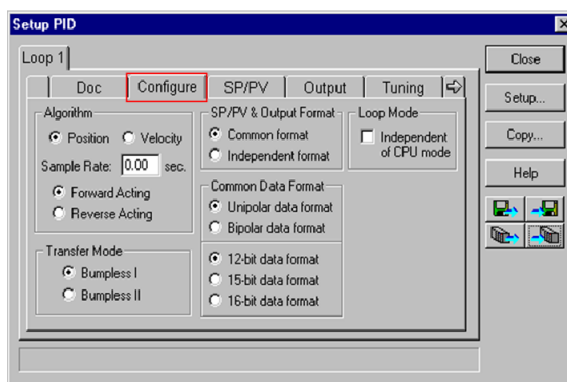 Setup PID
Loop 1
Doc
Configure
SP/PV
Output
Tuning
Algorithm
Position
Velocity
Sample Rate: 0.00 sec.
Forward Acting
Reverse Acting
Transfer Mode
Bumpless I
Bumpless II
SP/PV & Output Format
Common format
Independent format
Common Data Format
Unipolar data format
Bipolar data format
12-bit data format
15-bit data format
16-bit data format
Loop Mode
Independent
of CPU mode
Close
Setup...
Copy...
Help